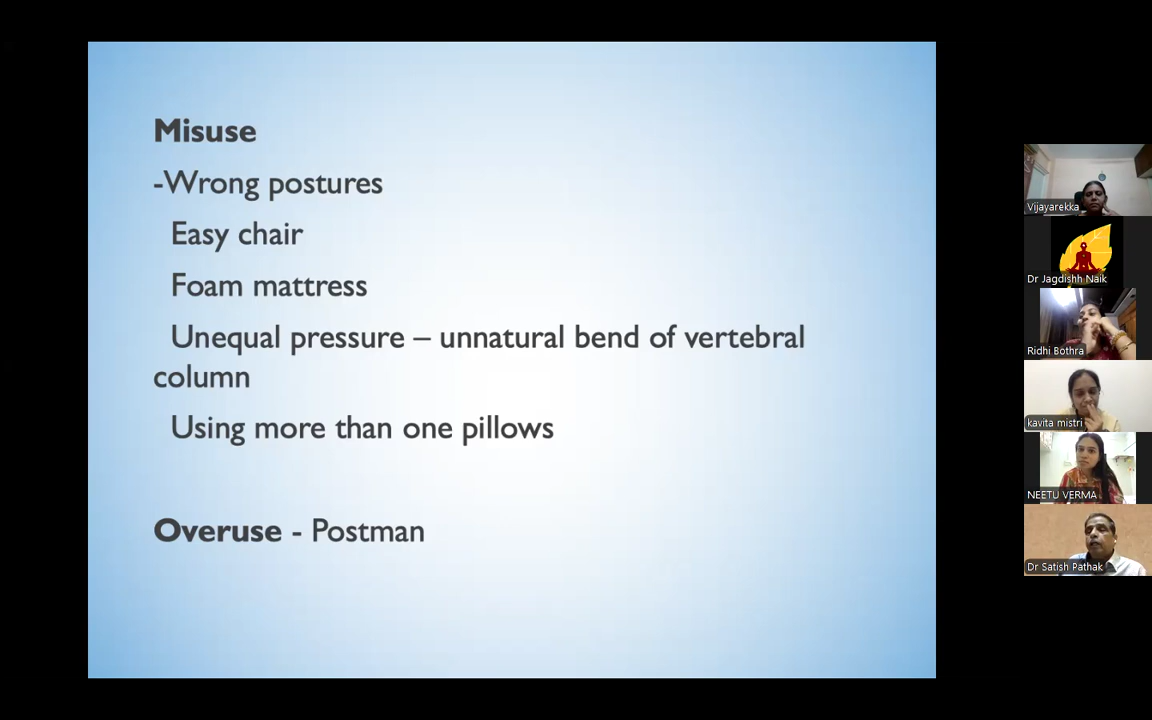 Misuse
-Wrong postures
Easy chair
Foam mattress
Unequal pressure – unnatural bend of vertebral
column
Using more than one pillows
Overuse - Postman
Vijayarekka
Dr Jagdishh Naik
Ridhi Bothra
kavita mistri
NEETU VERMA
Dr Satish Pathak